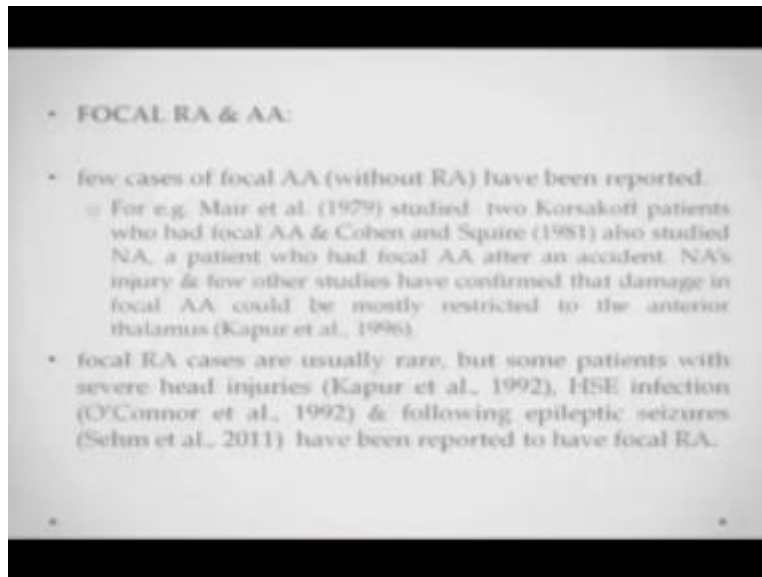 • FOCAL RA & AA:
• few cases of focal AA (without RA) have been reported.
For e.g. Mair et al. (1979) studied two Korsakoff patients
who had focal AA & Cohen and Squire (1981) also studied
NA, a patient who had focal AA after an accident. NA's
injury & few other studies have confirmed that damage in
focal AA could be mostly restricted to the anterior
thalamus (Kapur et al., 1996).
• focal RA cases are usually rare, but some patients with
severe head injuries (Kapur et al., 1992), HSE infection
(O'Connor et al., 1992) & following epileptic seizures
(Sehm et al., 2011) have been reported to have focal RA.